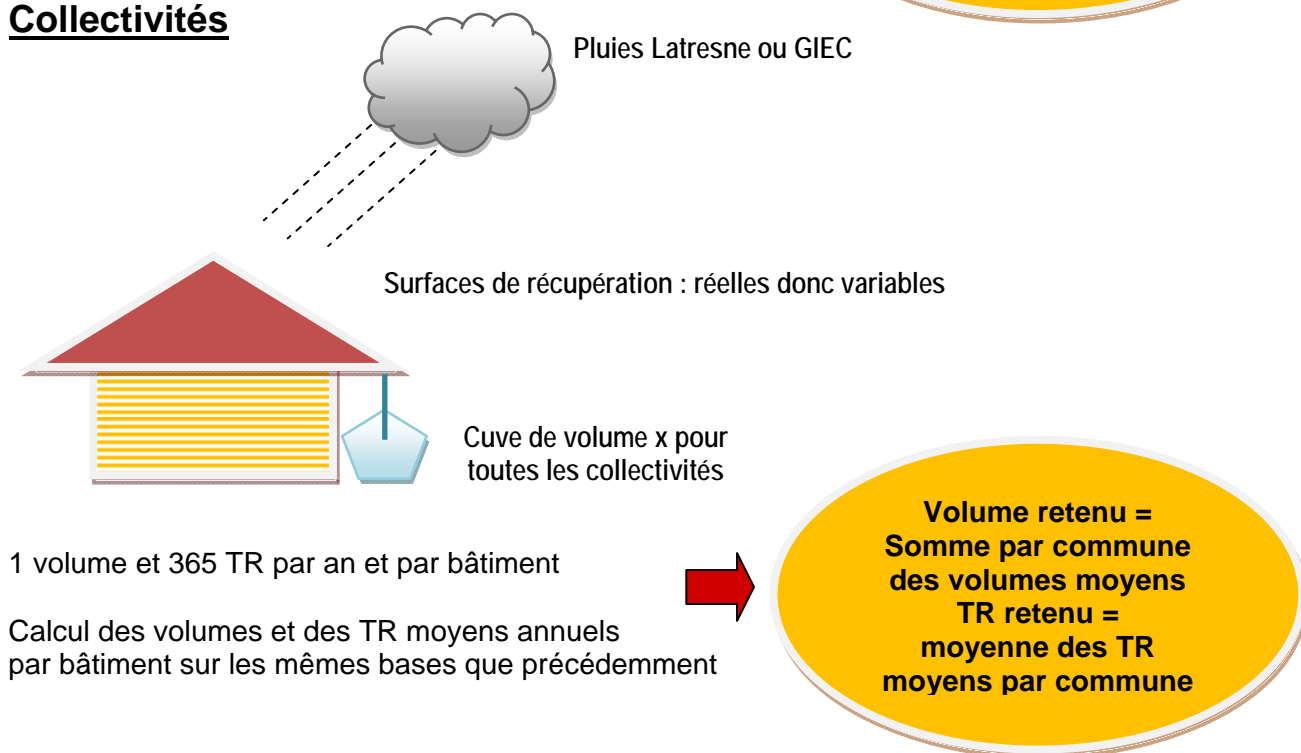 Collectivités
Pluies Latresne ou GIEC
Surfaces de récupération : réelles donc variables
Cuve de volume x pour
toutes les collectivités
1 volume et 365 TR par an et par bâtiment
Calcul des volumes et des TR moyens annuels
par bâtiment sur les mêmes bases que précédemment
Volume retenu =
Somme par commune
des volumes moyens
TR retenu =
moyenne des TR
moyens par commune